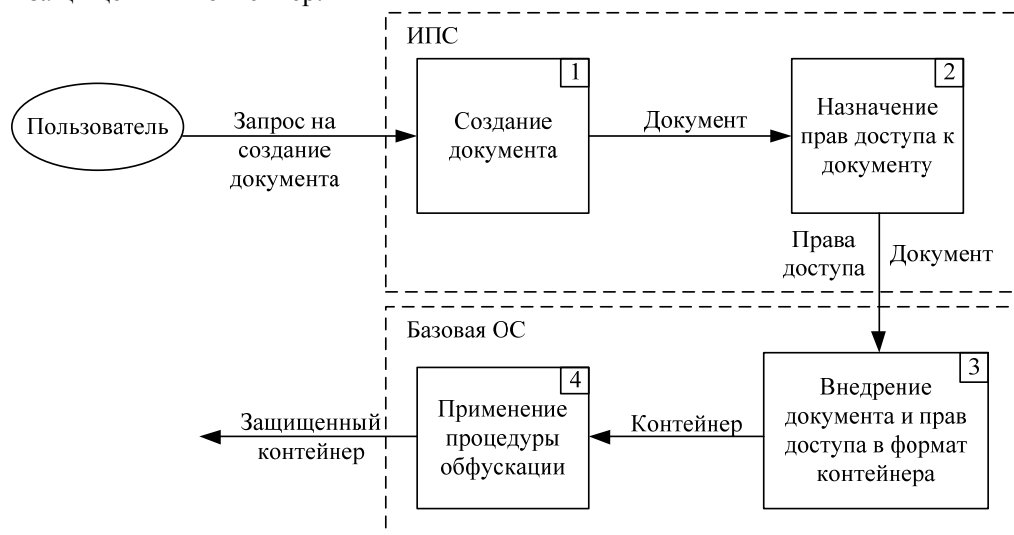 ИПС
1
Создание
документа
2
Назначение
прав доступа к
документу
Пользователь
Запрос на
создание
документа
Документ
Права
доступа
Документ
Базовая ОС
3
Внедрение
документа и прав
доступа в формат
контейнера
Контейнер
4
Применение
процедуры
обфускации
Защищенный
контейнер